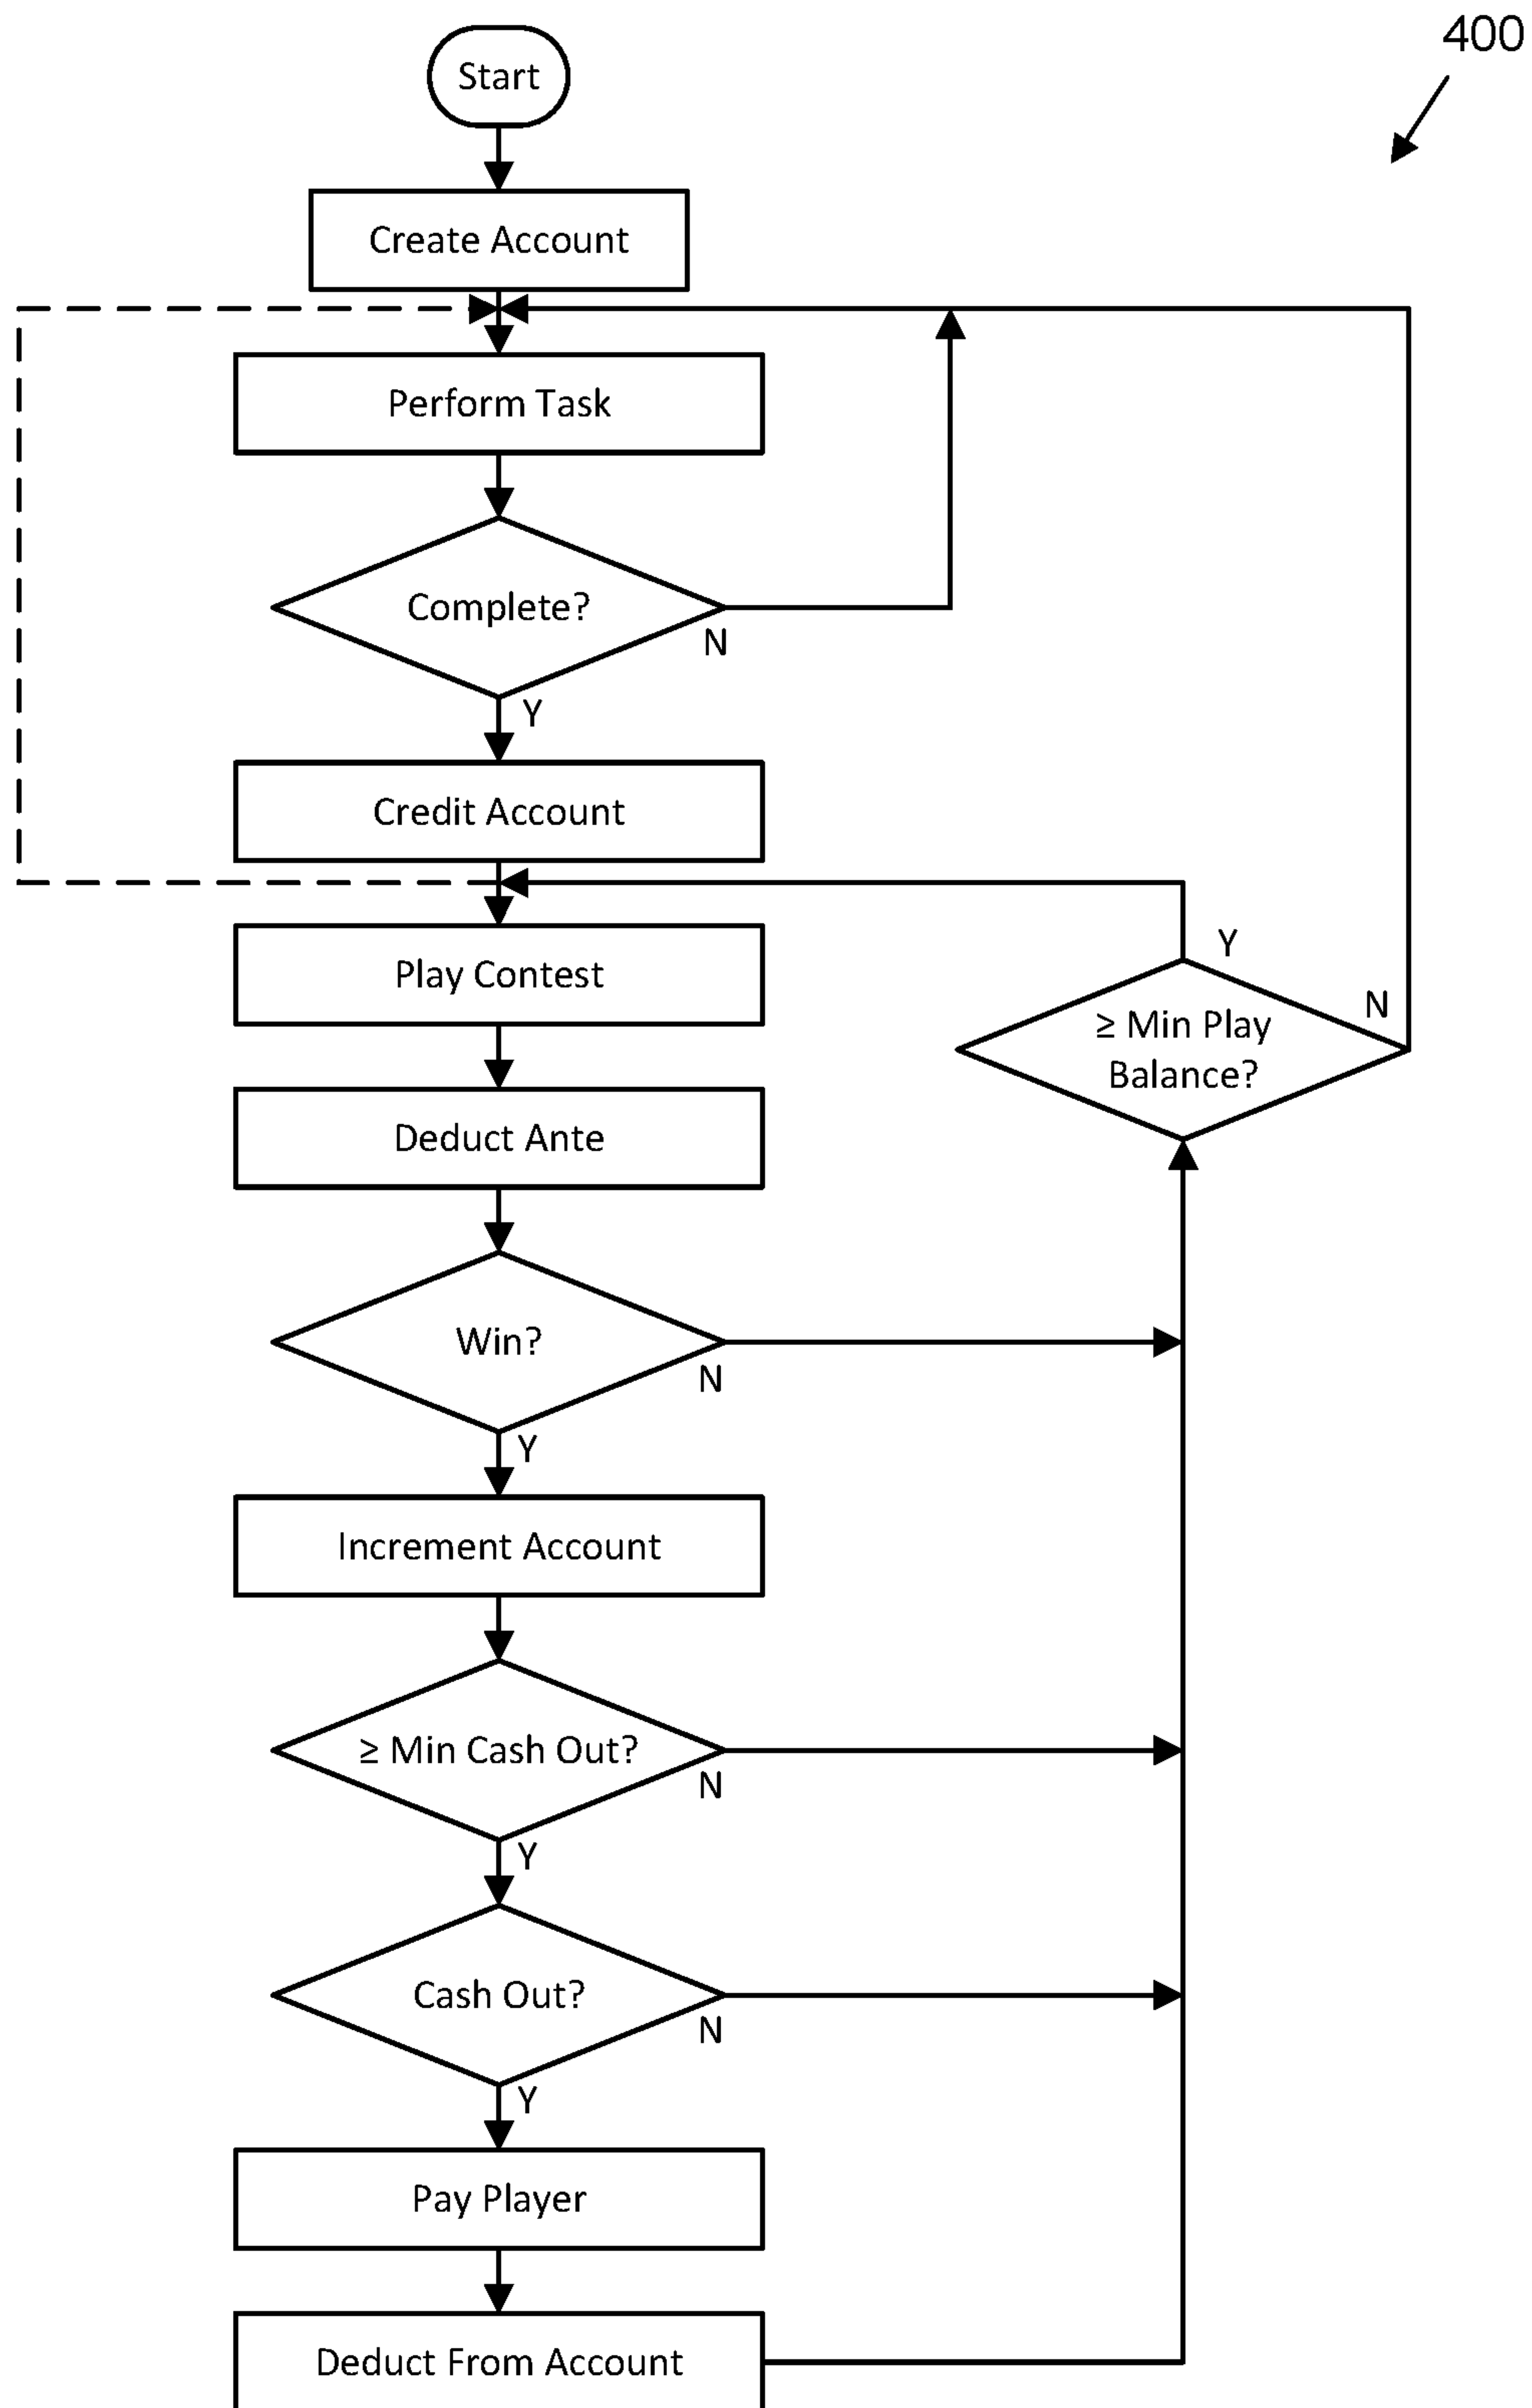 400
Start
Create Account
Perform Task
Complete?
N
Y
Credit Account
Play Contest
Y
N
≥ Min Play
Balance?
Deduct Ante
Win?
N
Y
Increment Account
≥ Min Cash Out?
N
Y
Cash Out?
N
Y
Pay Player
Deduct From Account